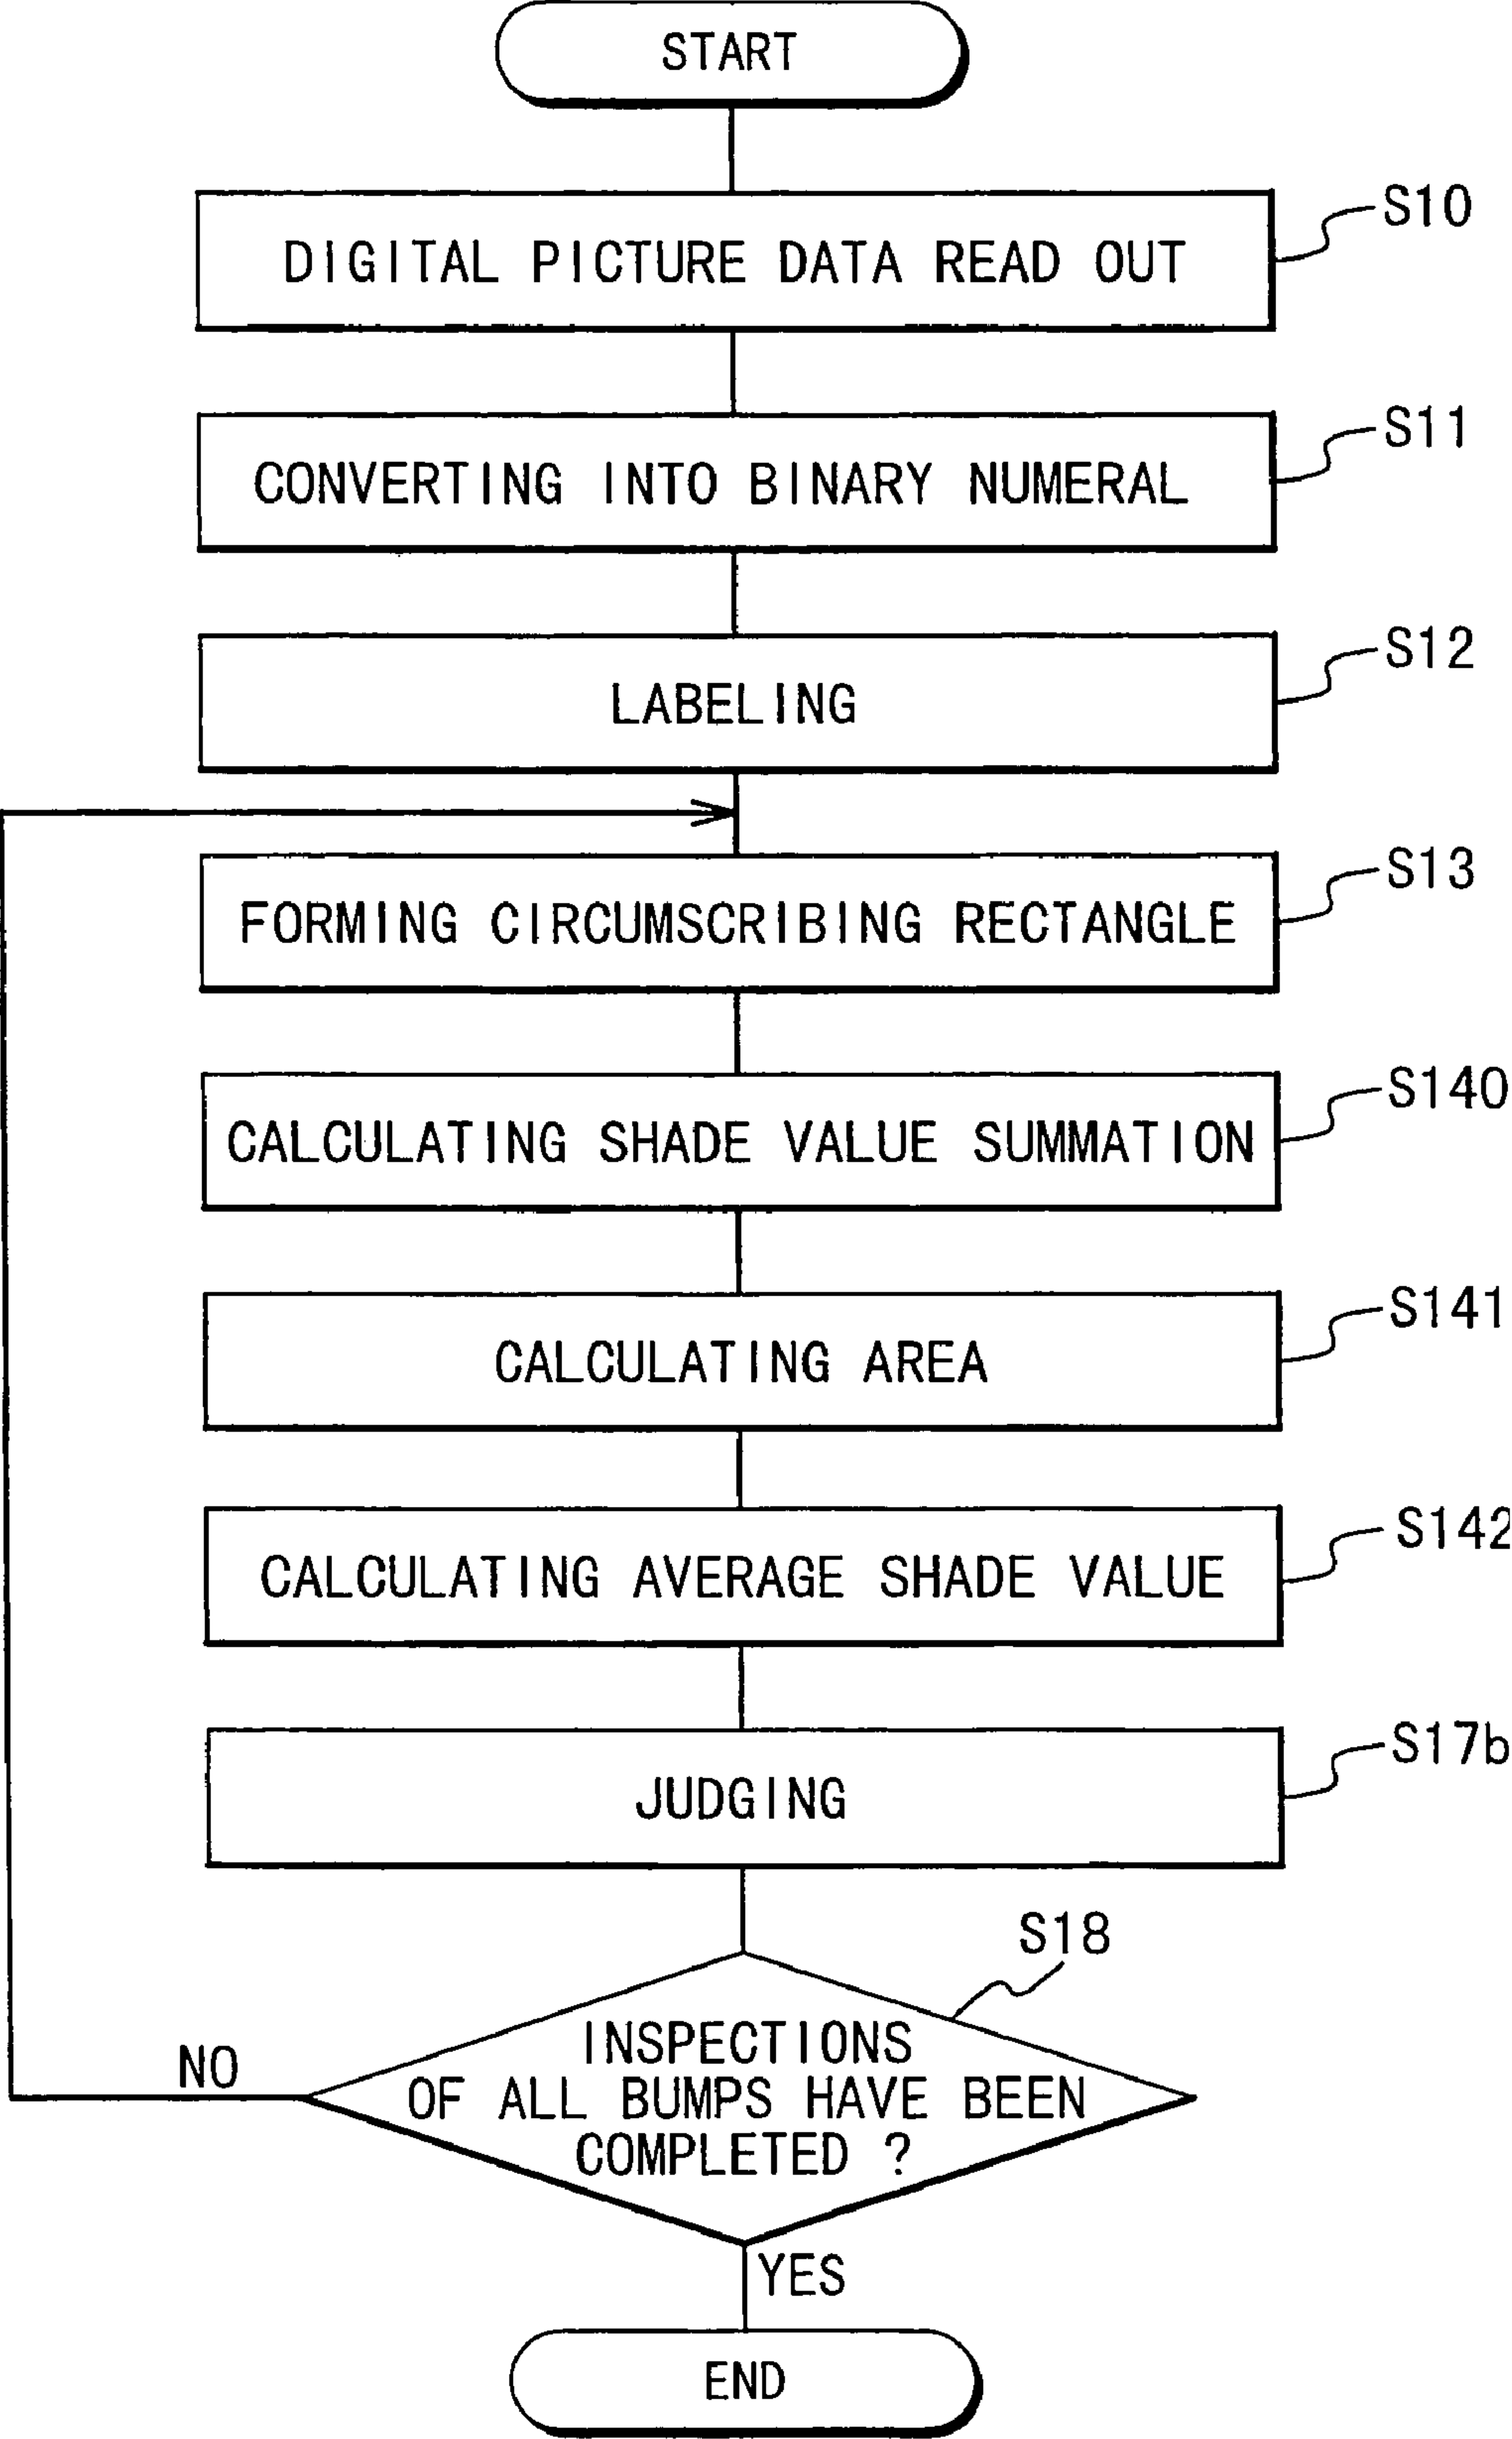 START
S10
DIGITAL PICTURE DATA READ OUT
S11
CONVERTING INTO BINARY NUMERAL
S12
LABELING
S13
FORMING CIRCUMSCRIBING RECTANGLE
S140
CALCULATING SHADE VALUE SUMMATION
S141
CALCULATING AREA
S142
CALCULATING AVERAGE SHADE VALUE
S17b
JUDGING
S18
INSPECTIONS
OF ALL BUMPS HAVE BEEN
COMPLETED ?
NO
YES
END